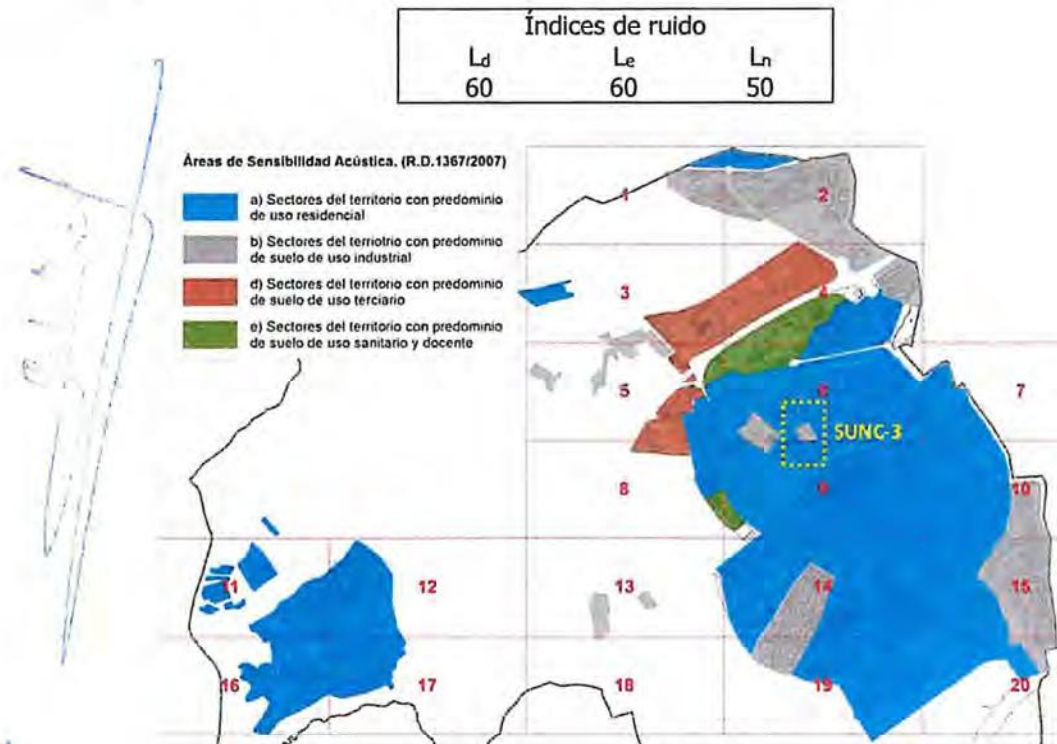 Índices de ruido
Ld Le Ln
60 60 50
Áreas de Sensibilidad Acústica. (R.D.1367/2007)
a) Sectores del territorio con predominio
de uso residencial
b) Sectores del terriotrio con predominio
de suelo de uso industrial
d) Sectores del territorio con predominio
de suelo de uso terciario
e) Sectores del territorio con predominio
de suelo de uso sanitario y docente
1 2
3 4
5 6 7
SUNC-3
8 9 10
11 12 13 14 15
16 17 18 19 20